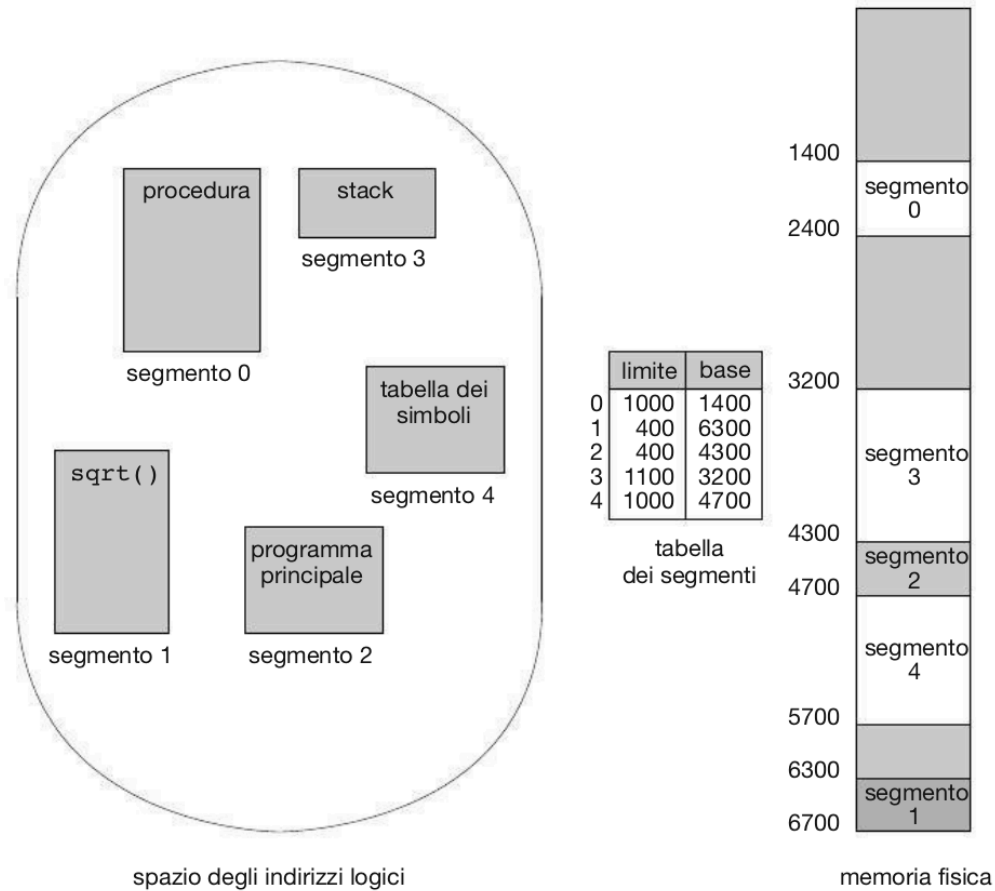 procedura
segmento 0
stack
segmento 3
tabella dei
simboli
segmento 4
sqrt()
segmento 1
programma
principale
segmento 2
spazio degli indirizzi logici
limite base
0 1000 1400
1 400 6300
2 400 4300
3 1100 3200
4 1000 4700
tabella
dei segmenti
1400
segmento
0
2400
3200
segmento
3
4300
segmento
2
4700
segmento
4
5700
6300
segmento
1
6700
memoria fisica